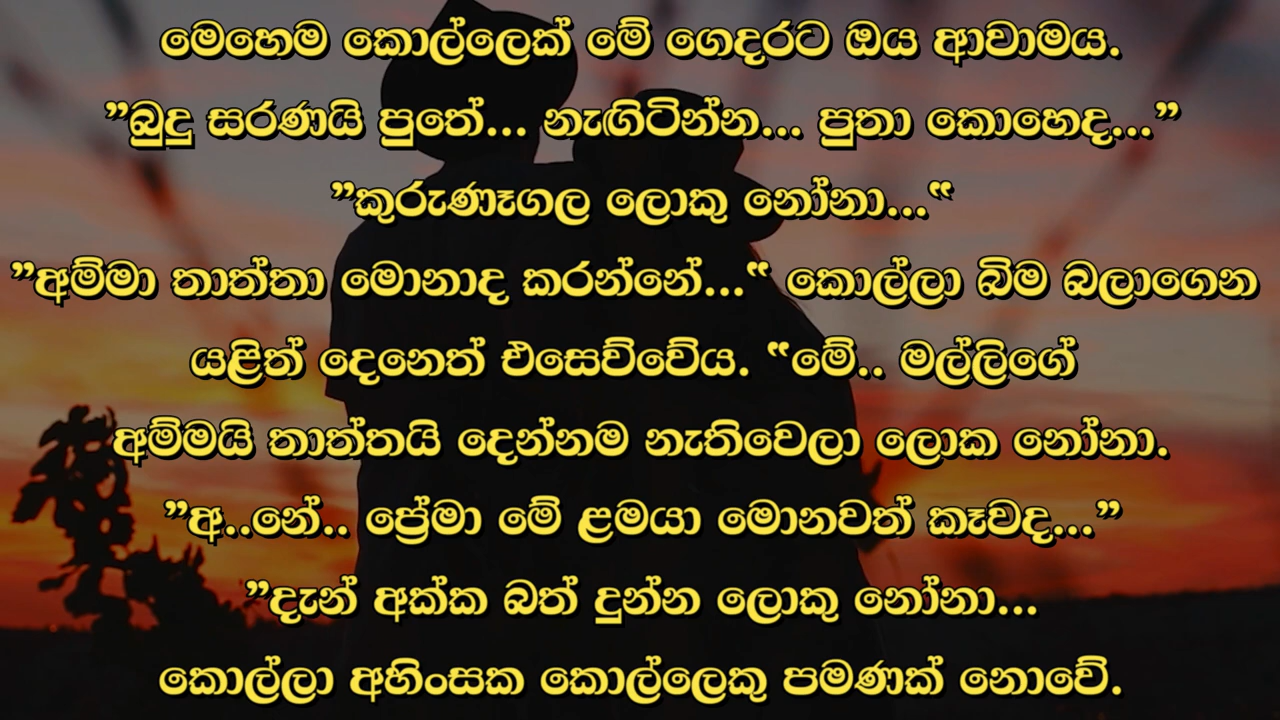 මෙහෙම කොල්ලෙක් මේ ගෙදරට ඔය ආවාමය.
”බුදු සරණයි පුතේ... නැඟිටින්න... පුතා කොහෙද...”
”කුරුණෑගල ලොකු නෝනා...“
”අම්මා තාත්තා මොනාද කරන්නේ...“ කොල්ලා බිම බලාගෙන
යළිත් දෙනෙත් එසෙව්වේය. “මේ.. මල්ලිගේ
අම්මයි තාත්තයි දෙන්නම නැතිවෙලා ලොක නෝනා.
”අ..නේ.. ප්‍රේමා මේ ළමයා මොනවත් කෑවද...”
”දැන් අක්ක බත් දුන්න ලොකු නෝනා...
කොල්ලා අහිංසක කොල්ලෙකු පමණක් නොවේ.